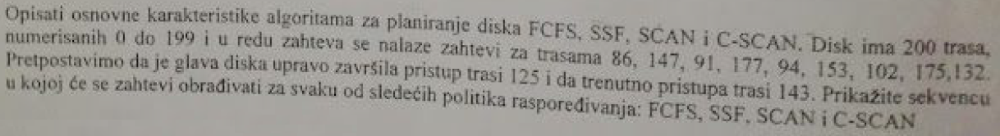 Opisati osnovne karakteristike algoritama za planiranje diska FCFS, SSF, SCAN i C-SCAN. Disk ima 200 trasa,
numerisanih 0 do 199 i u redu zahteva se nalaze zahtevi za trasama 86, 147, 91, 177, 94, 153, 102, 175,132.
Pretpostavimo da je glava diska upravo završila pristup trasi 125 i da trenutno pristupa trasi 143. Prikažite sekvencu
u kojoj će se zahtevi obrađivati za svaku od sledećih politika raspoređivanja: FCFS, SSF, SCAN i C-SCAN